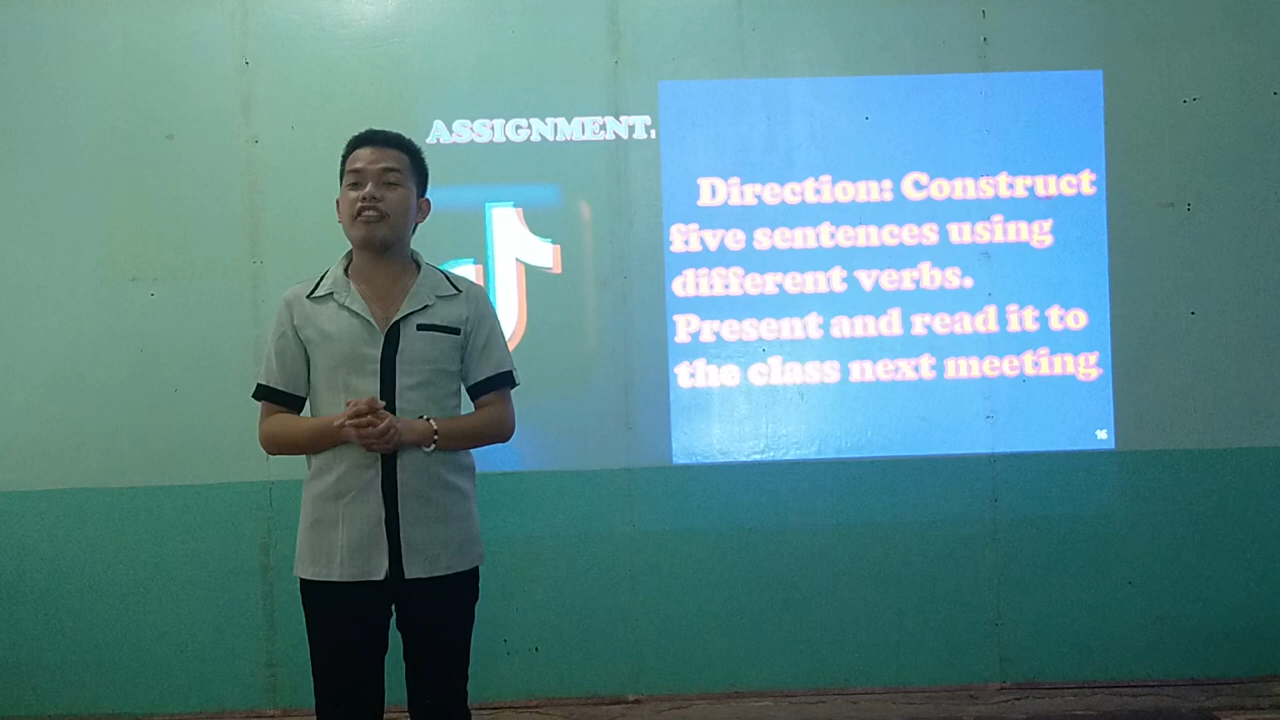 ASSIGNMENT:
Direction: Construct
five sentences using
different verbs.
Present and read it to
the class next meeting.
16